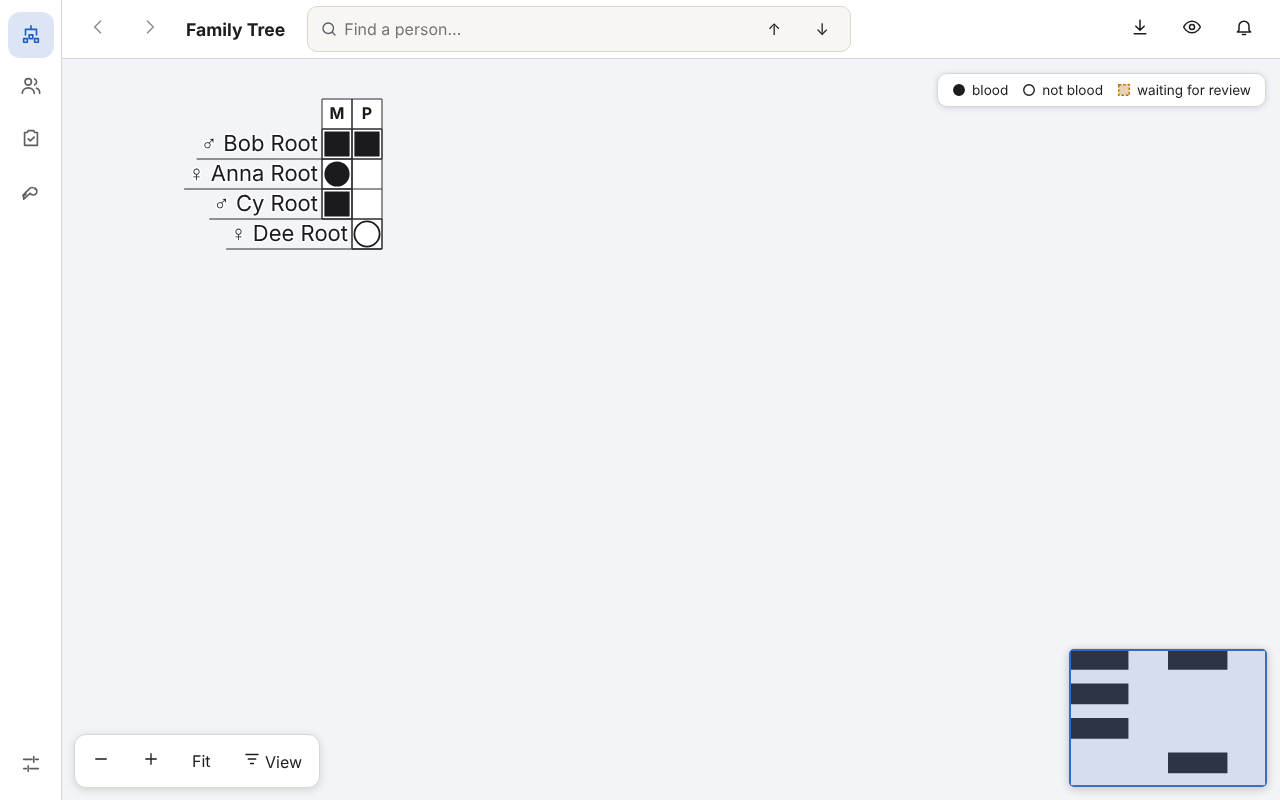 Family Tree
Find a person...
blood
not blood
waiting for review
M P
♂ Bob Root
♀ Anna Root
♂ Cy Root
♀ Dee Root
Fit
View